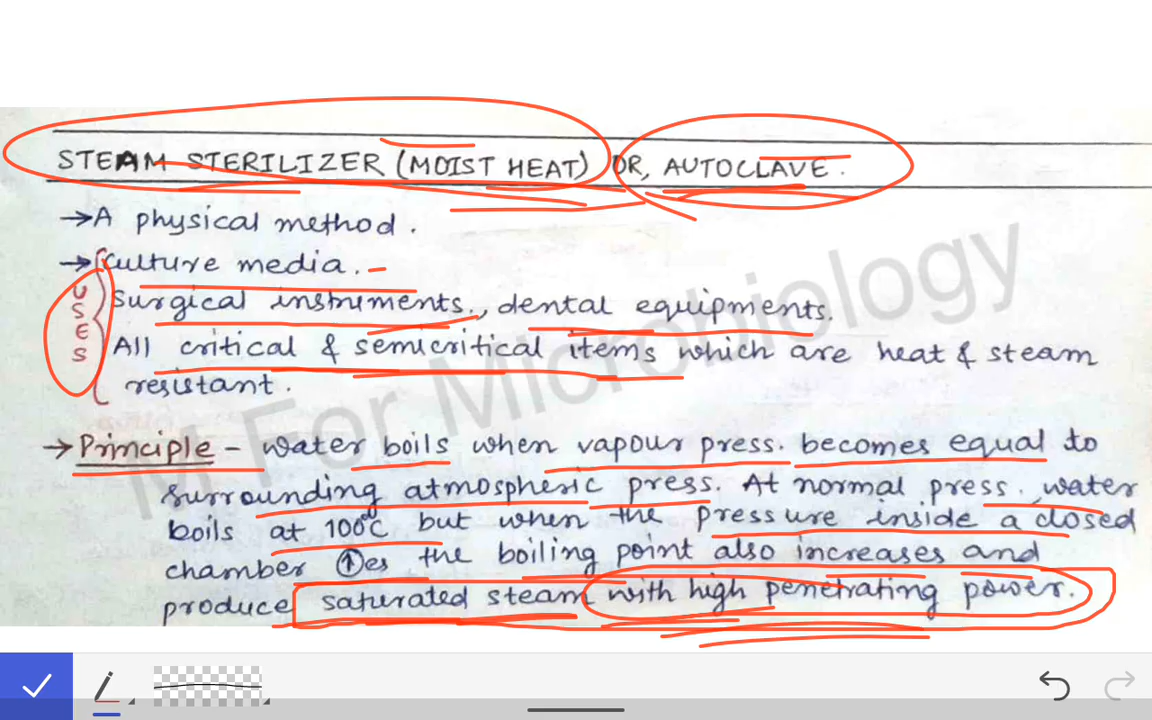 STEAM STERILIZER (MOIST HEAT) OR, AUTOCLAVE.
→ A physical method.
→ Culture media.
USES
Surgical instruments, dental equipments.
All critical & semicritical items which are heat & steam
resistant.
→ Principle - water boils when vapour press. becomes equal to
surrounding atmospheric press. At normal press. water
boils at 100°C but when the pressure inside a closed
chamber ↑es the boiling point also increases and
produce saturated steam with high penetrating power.
M For Microbiology